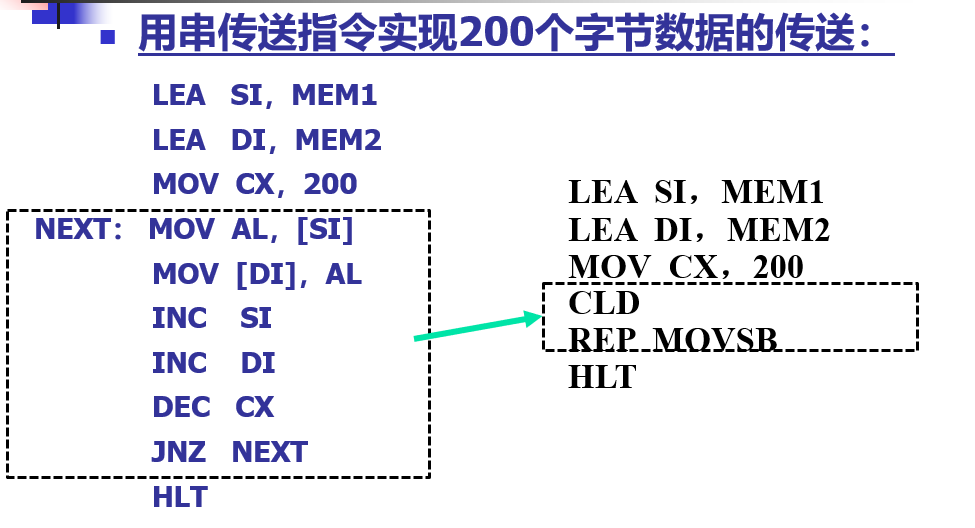 用串传送指令实现200个字节数据的传送：
LEA SI，MEM1
LEA DI，MEM2
MOV CX，200
NEXT： MOV AL，[SI]
MOV [DI]，AL
INC SI
INC DI
DEC CX
JNZ NEXT
HLT
LEA SI，MEM1
LEA DI，MEM2
MOV CX，200
CLD
REP MOVSB
HLT